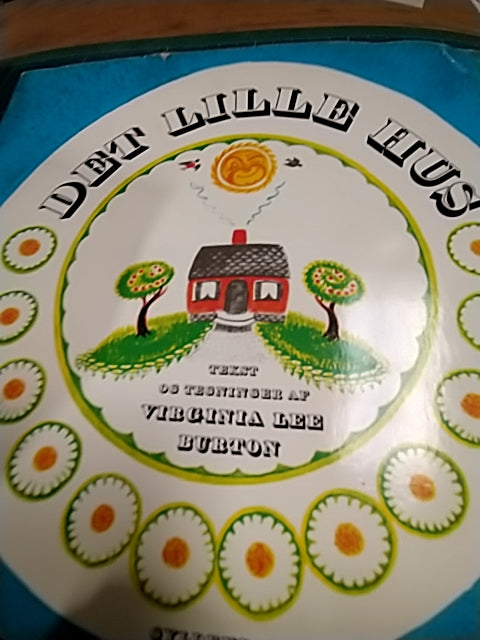 DET LILLE HUS
TEKST
OG TEGNINGER AF
VIRGINIA LEE
BURTON